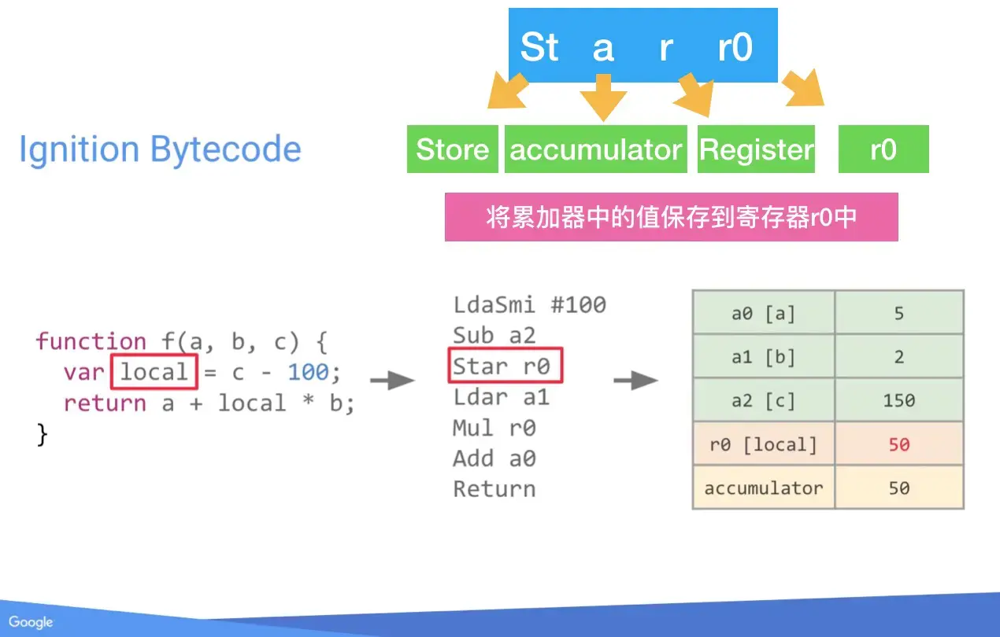 St a r r0
Store accumulator Register r0
Ignition Bytecode
将累加器中的值保存到寄存器r0中
function f(a, b, c) {
var local = c - 100;
return a + local * b;
}
LdaSmi #100
Sub a2
Star r0
Ldar a1
Mul r0
Add a0
Return
a0 [a] 5
a1 [b] 2
a2 [c] 150
r0 [local] 50
accumulator 50
Google